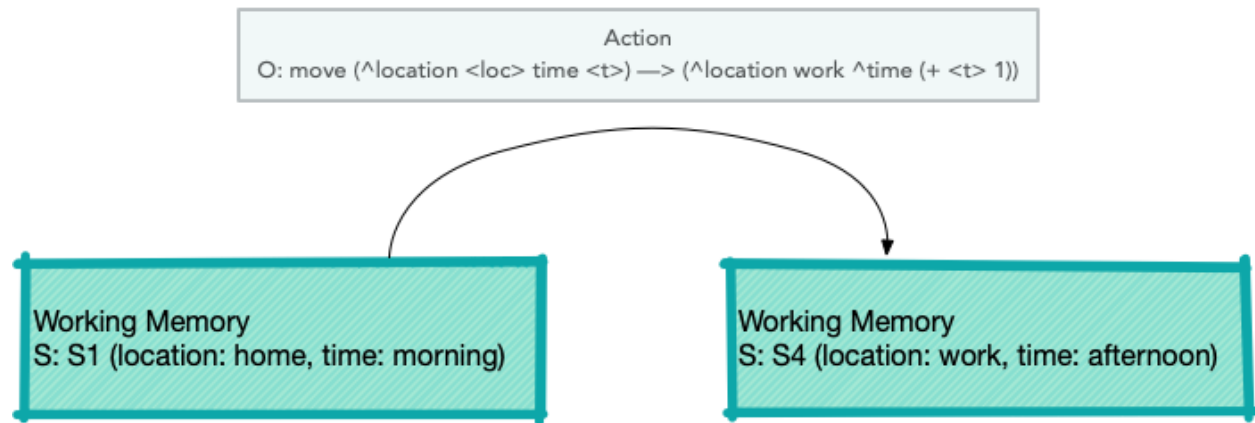 Action
O: move (^location <loc> time <t>) —> (^location work ^time (+ <t> 1))
Working Memory
S: S1 (location: home, time: morning)
Working Memory
S: S4 (location: work, time: afternoon)